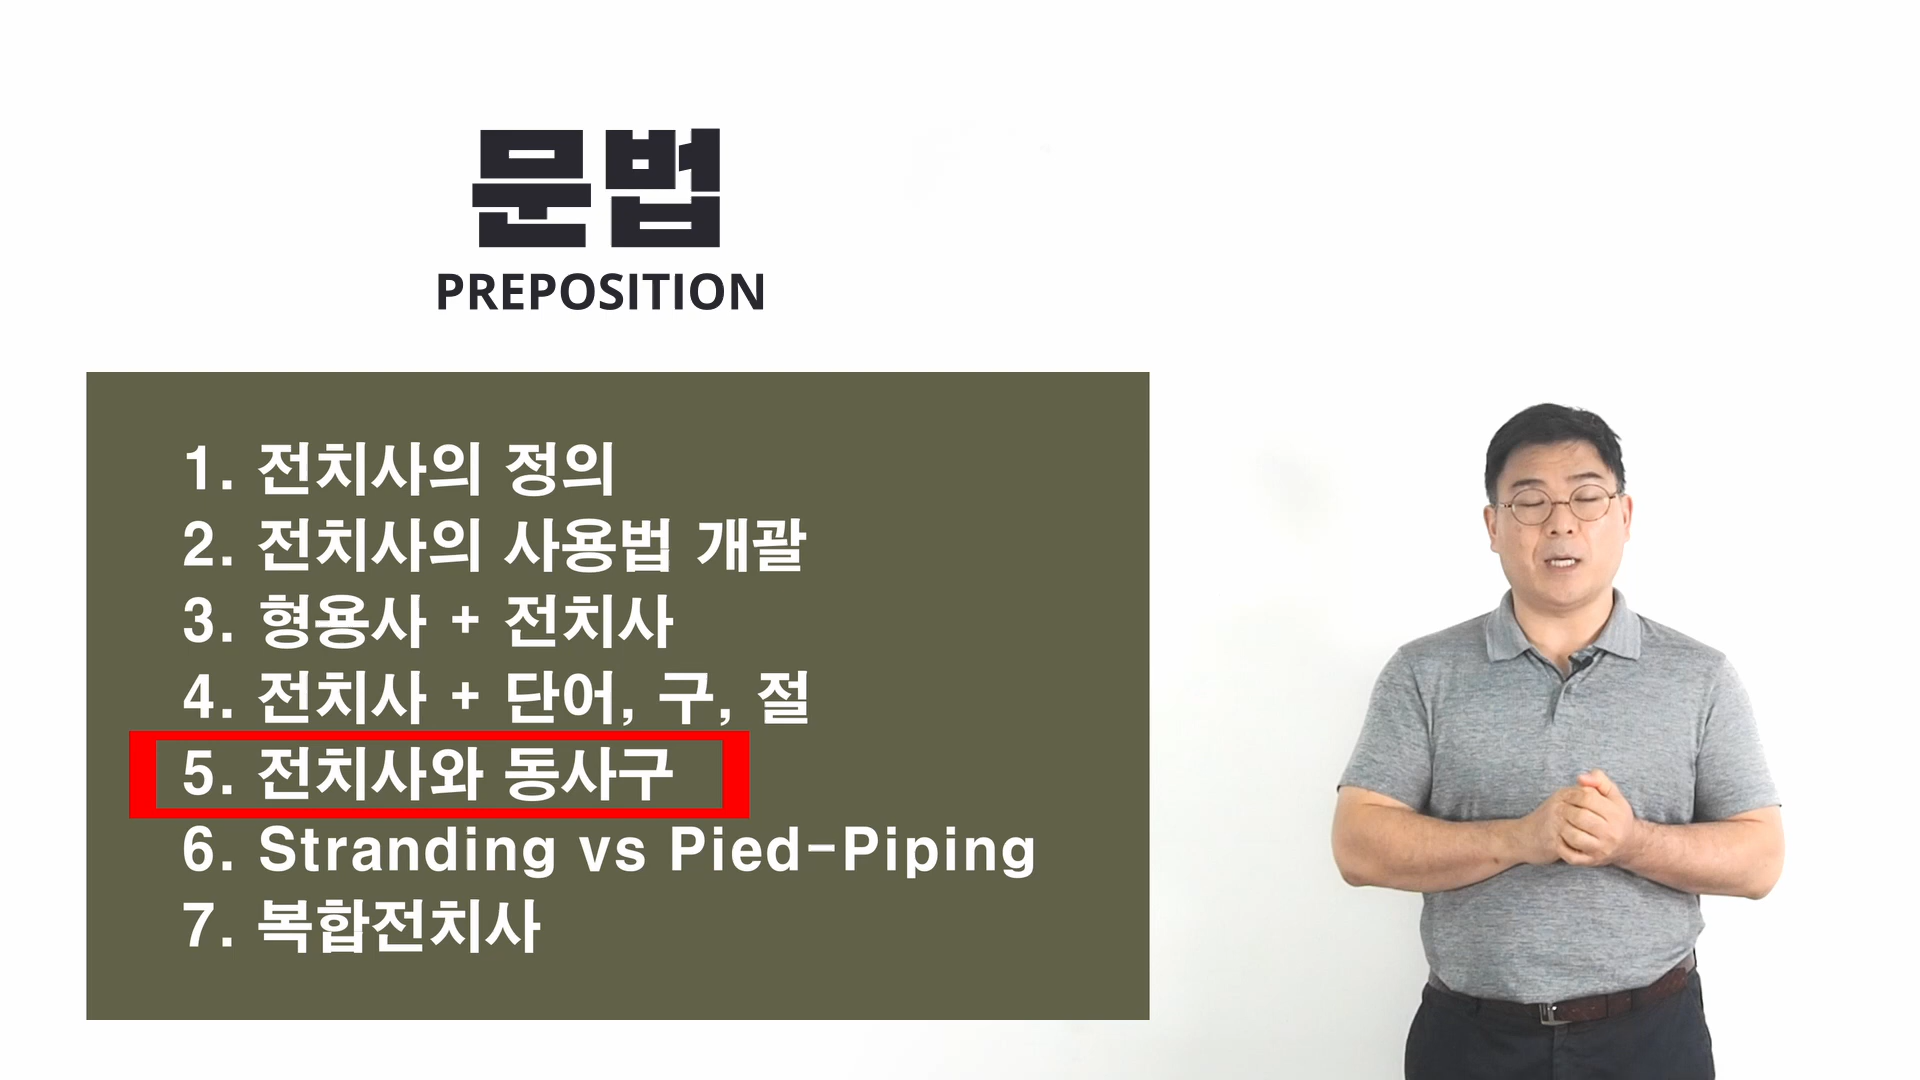 문법
PREPOSITION
1. 전치사의 정의
2. 전치사의 사용법 개괄
3. 형용사 + 전치사
4. 전치사 + 단어, 구, 절
5. 전치사와 동사구
6. Stranding vs Pied-Piping
7. 복합전치사